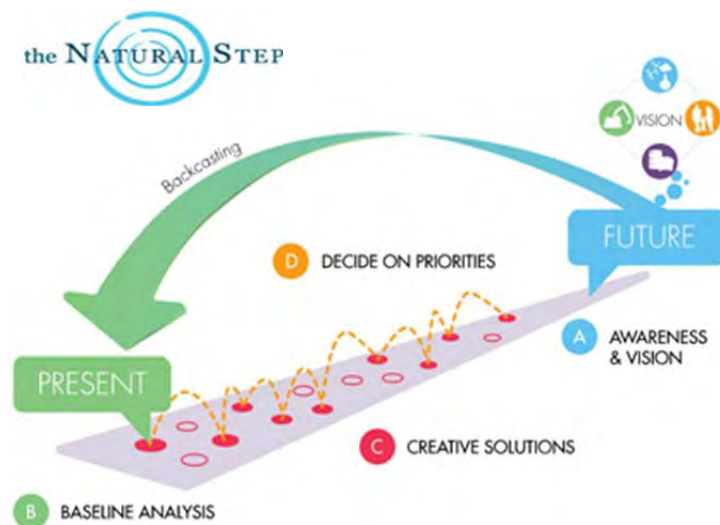 the NATURAL STEP
VISION
Backcasting
FUTURE
D DECIDE ON PRIORITIES
A AWARENESS
& VISION
PRESENT
C CREATIVE SOLUTIONS
B BASELINE ANALYSIS